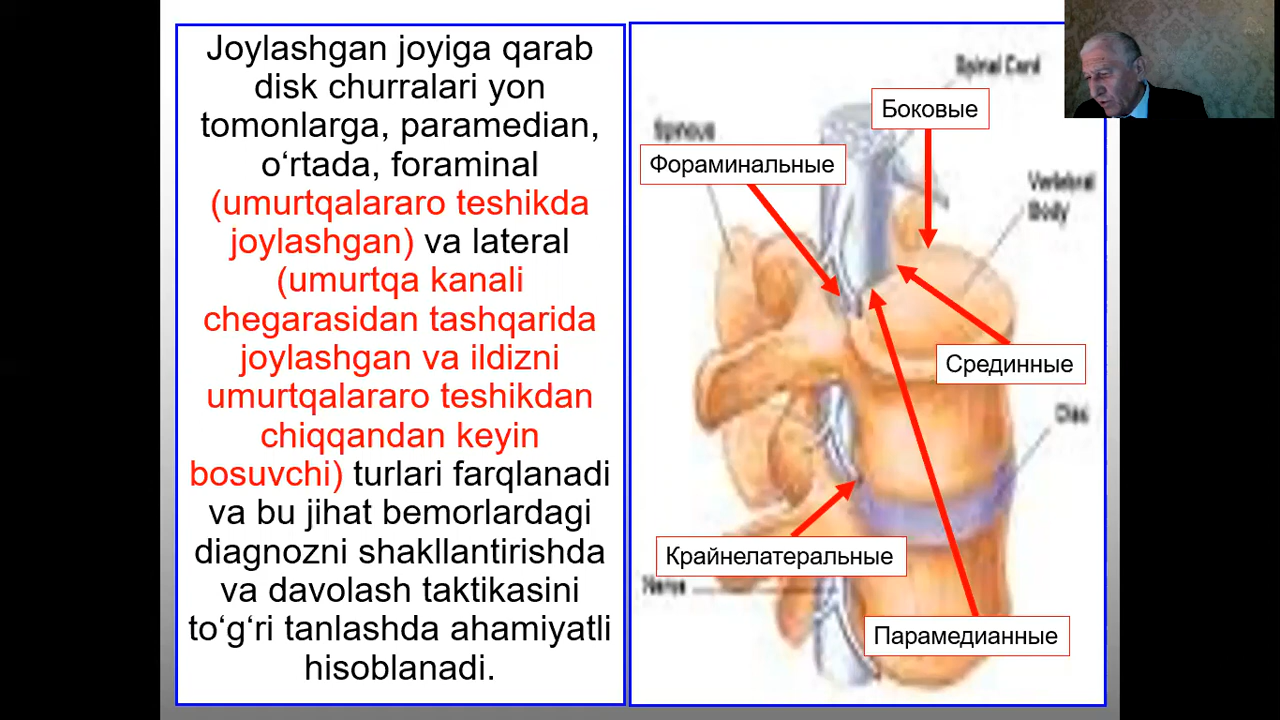 Joylashgan joyiga qarab
disk churralari yon
tomonlarga, paramedian,
o‘rtada, foraminal
(umurtqalararo teshikda
joylashgan) va lateral
(umurtqa kanali
chegarasidan tashqarida
joylashgan va ildizni
umurtqalararo teshikdan
chiqqandan keyin
bosuvchi) turlari farqlanadi
va bu jihat bemorlardagi
diagnozni shakllantirishda
va davolash taktikasini
to‘g‘ri tanlashda ahamiyatli
hisoblanadi.
Spinal Cord
Боковые
Spinous
Фораминальные
Vertebral
Body
Срединные
Disc
Крайнелатеральные
Nerve
Парамедианные